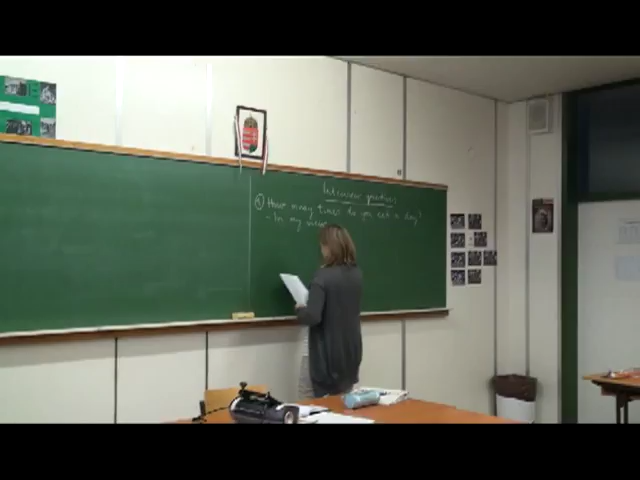 Interview questions
① How many times do you eat a day?
- In my